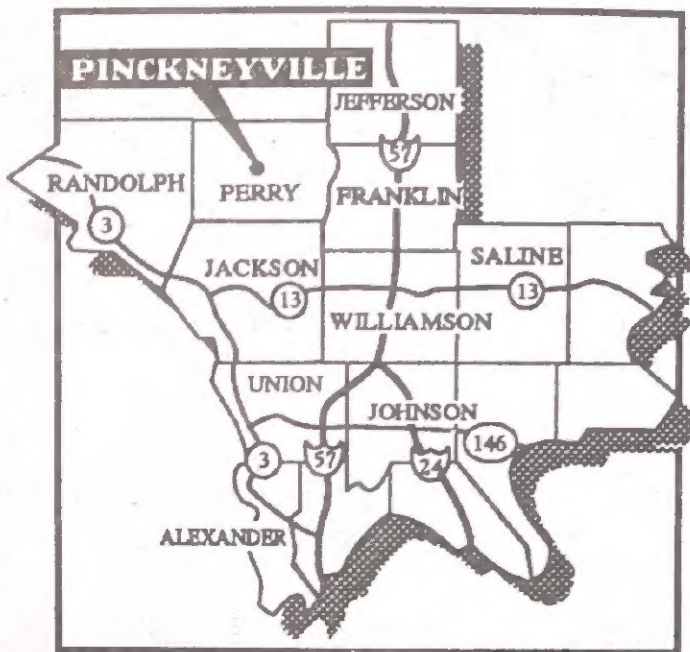 PINCKNEYVILLE
JEFFERSON
57
RANDOLPH
PERRY
FRANKLIN
3
JACKSON
SALINE
13
13
WILLIAMSON
UNION
JOHNSON
146
3
57
24
ALEXANDER